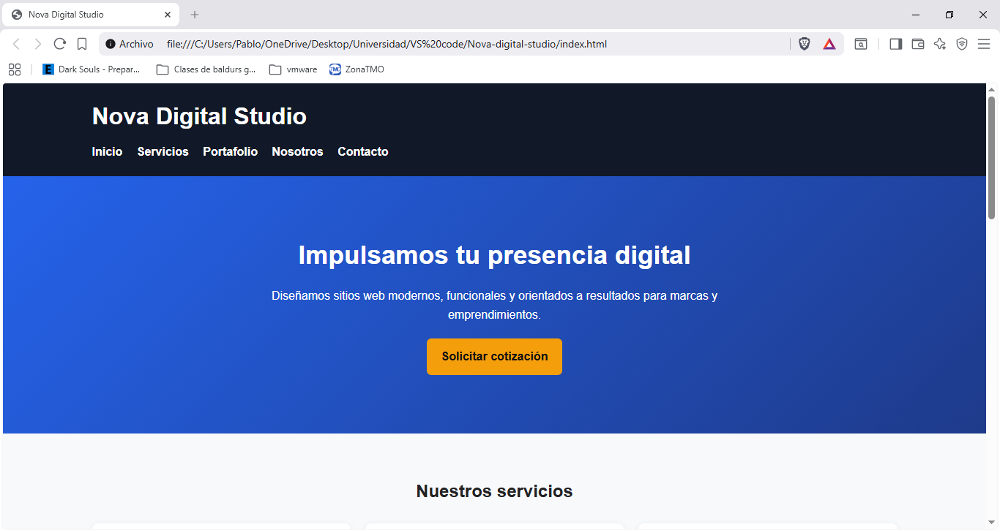 Nova Digital Studio
Archivo file:///C:/Users/Pablo/OneDrive/Desktop/Universidad/VS%20code/Nova-digital-studio/index.html
Dark Souls - Prepar... Clases de baldurs g... vmware TMO ZonaTMO
Nova Digital Studio
Inicio Servicios Portafolio Nosotros Contacto
Impulsamos tu presencia digital
Diseñamos sitios web modernos, funcionales y orientados a resultados para marcas y
emprendimientos.
Solicitar cotización
Nuestros servicios